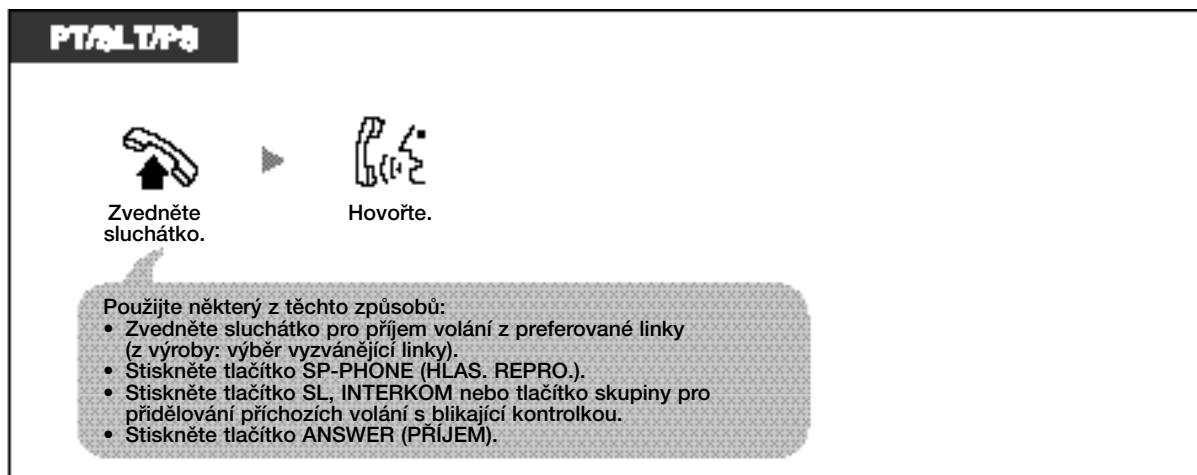 PT/SLT/PS
Zvedněte
sluchátko.
Hovořte.
Použijte některý z těchto způsobů:
• Zvedněte sluchátko pro příjem volání z preferované linky
(z výroby: výběr vyzvánějící linky).
• Stiskněte tlačítko SP-PHONE (HLAS. REPRO.).
• Stiskněte tlačítko SL, INTERKOM nebo tlačítko skupiny pro
přidělování příchozích volání s blikající kontrolkou.
• Stiskněte tlačítko ANSWER (PŘÍJEM).